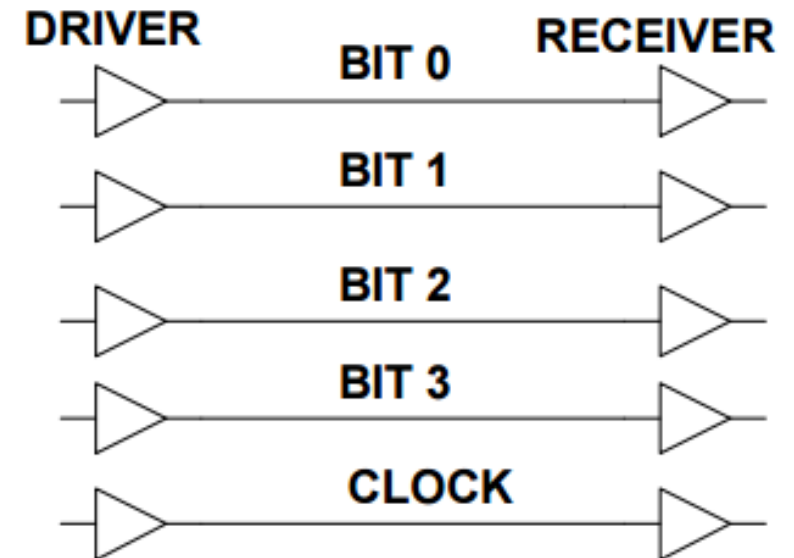 DRIVER
RECEIVER
BIT 0
BIT 1
BIT 2
BIT 3
CLOCK